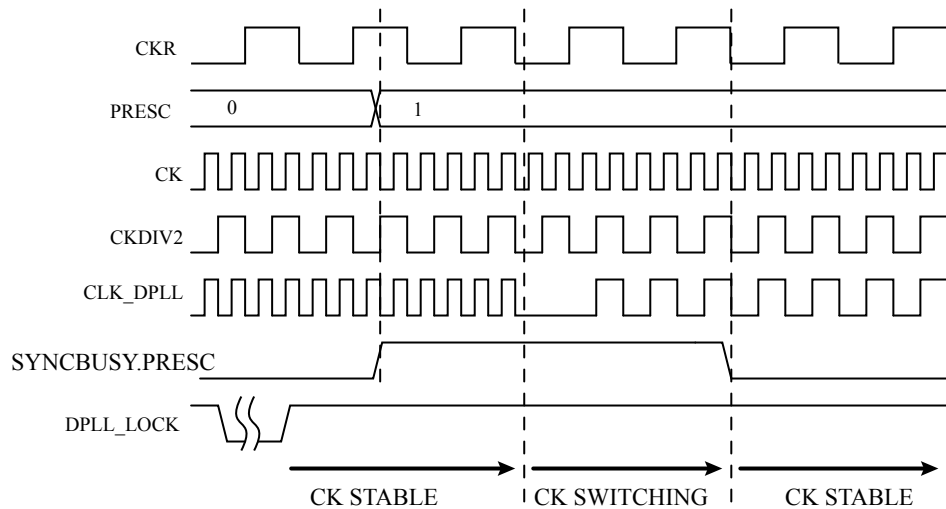 CKR
PRESC
0
1
CK
CKDIV2
CLK_DPLL
SYNCBUSY.PRESC
DPLL_LOCK
CK STABLE
CK SWITCHING
CK STABLE